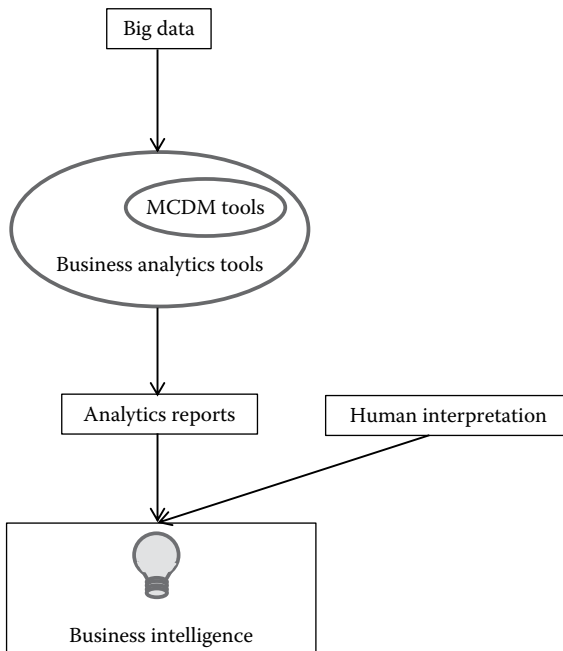 Big data
MCDM tools
Business analytics tools
Analytics reports
Human interpretation
Business intelligence